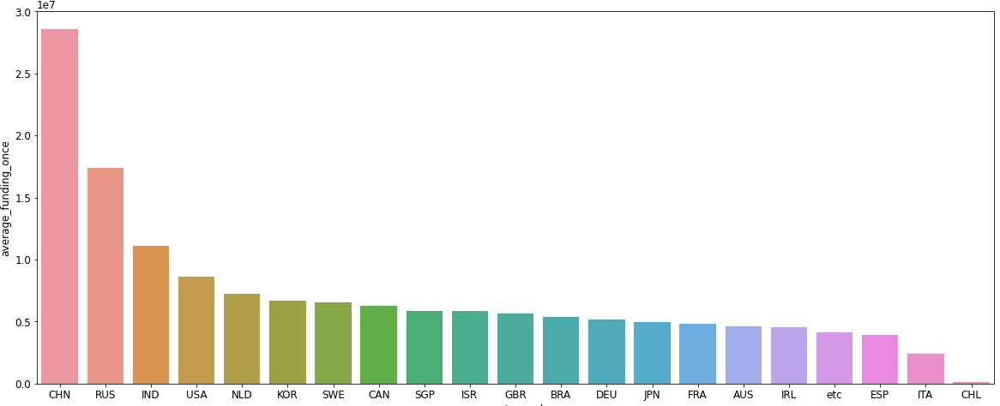 1e7
3.0
2.5
2.0
1.5
1.0
0.5
0.0
average_funding_once
CHN RUS IND USA NLD KOR SWE CAN SGP ISR GBR BRA DEU JPN FRA AUS IRL etc ESP ITA CHL